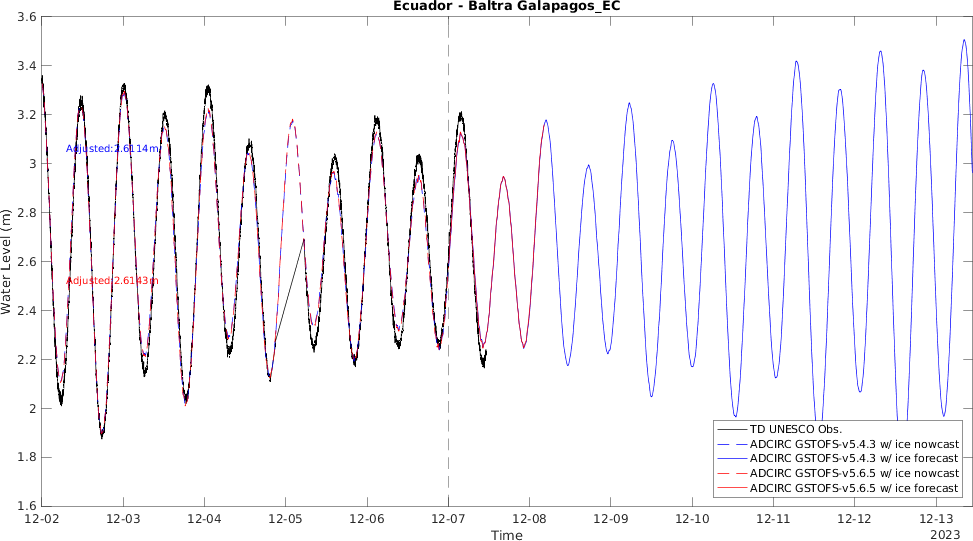 Ecuador - Baltra Galapagos_EC
3.6
3.4
3.2
3
2.8
2.6
2.4
2.2
2
1.8
1.6
Water Level (m)
Adjusted:2.6114m
Adjusted:2.6143m
TD UNESCO Obs.
ADCIRC GSTOFS-v5.4.3 w/ ice nowcast
ADCIRC GSTOFS-v5.4.3 w/ ice forecast
ADCIRC GSTOFS-v5.6.5 w/ ice nowcast
ADCIRC GSTOFS-v5.6.5 w/ ice forecast
12-02 12-03 12-04 12-05 12-06 12-07 12-08 12-09 12-10 12-11 12-12 12-13
Time 2023